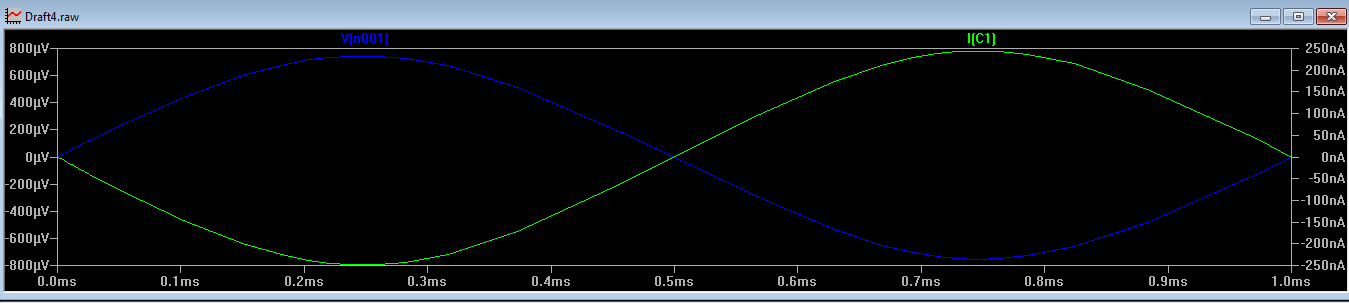 Draft4.raw
V(n001) I(C1)
800µV 250nA
600µV 200nA
150nA
400µV 100nA
200µV 50nA
0µV 0nA
-200µV -50nA
-100nA
-400µV -150nA
-600µV -200nA
-800µV -250nA
0.0ms 0.1ms 0.2ms 0.3ms 0.4ms 0.5ms 0.6ms 0.7ms 0.8ms 0.9ms 1.0ms